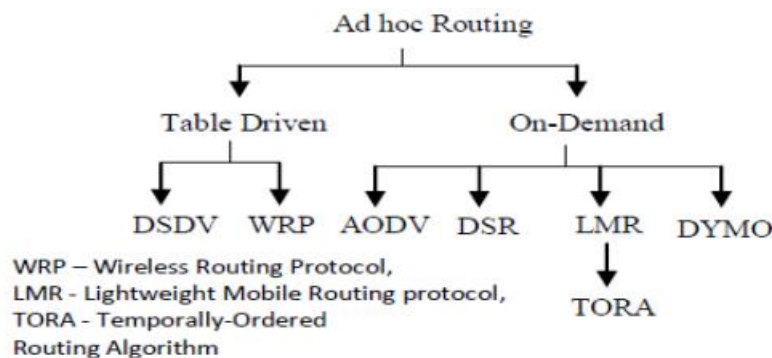 Ad hoc Routing
Table Driven On-Demand
DSDV WRP AODV DSR LMR DYMO
WRP – Wireless Routing Protocol,
LMR - Lightweight Mobile Routing protocol,
TORA
TORA - Temporally-Ordered
Routing Algorithm